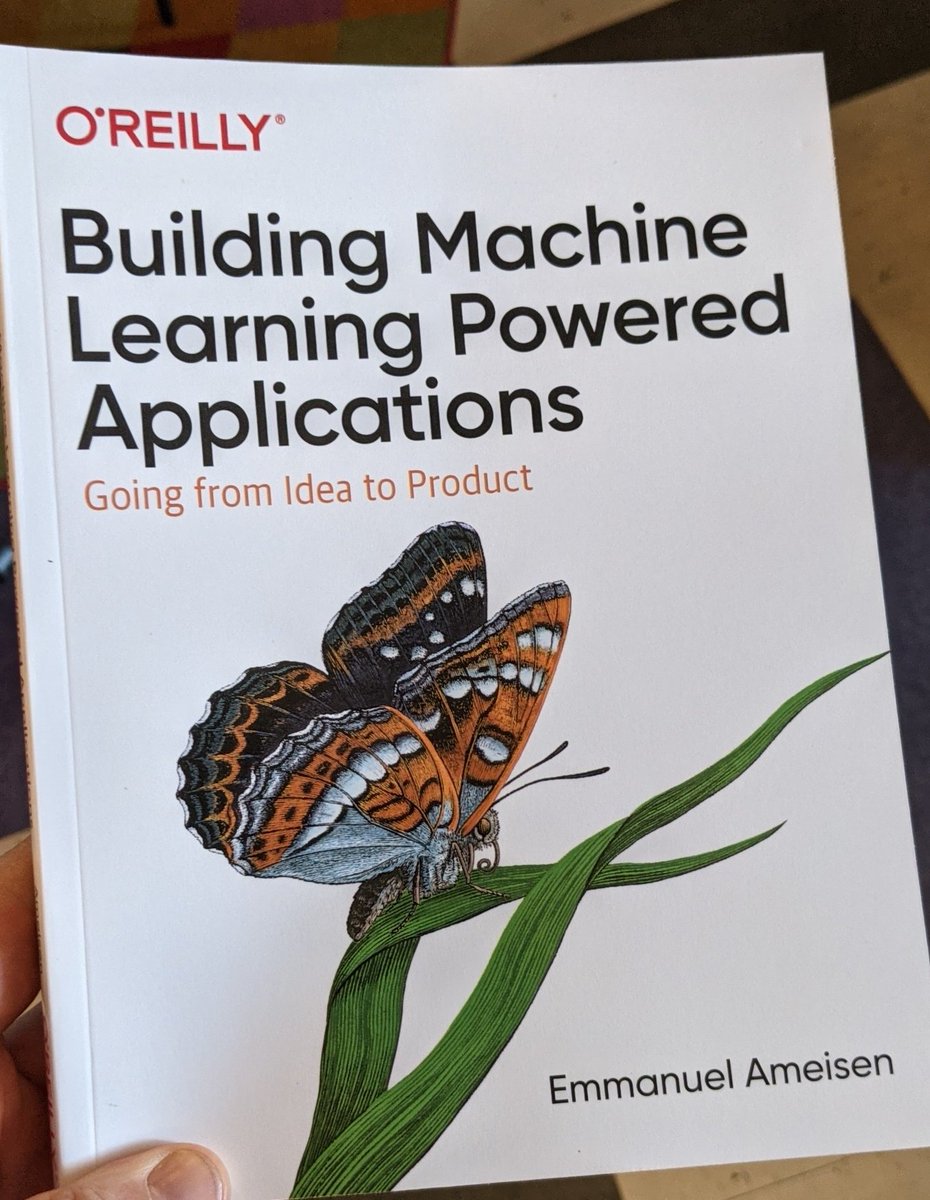 O'REILLY®
Building Machine
Learning Powered
Applications
Going from Idea to Product
Emmanuel Ameisen